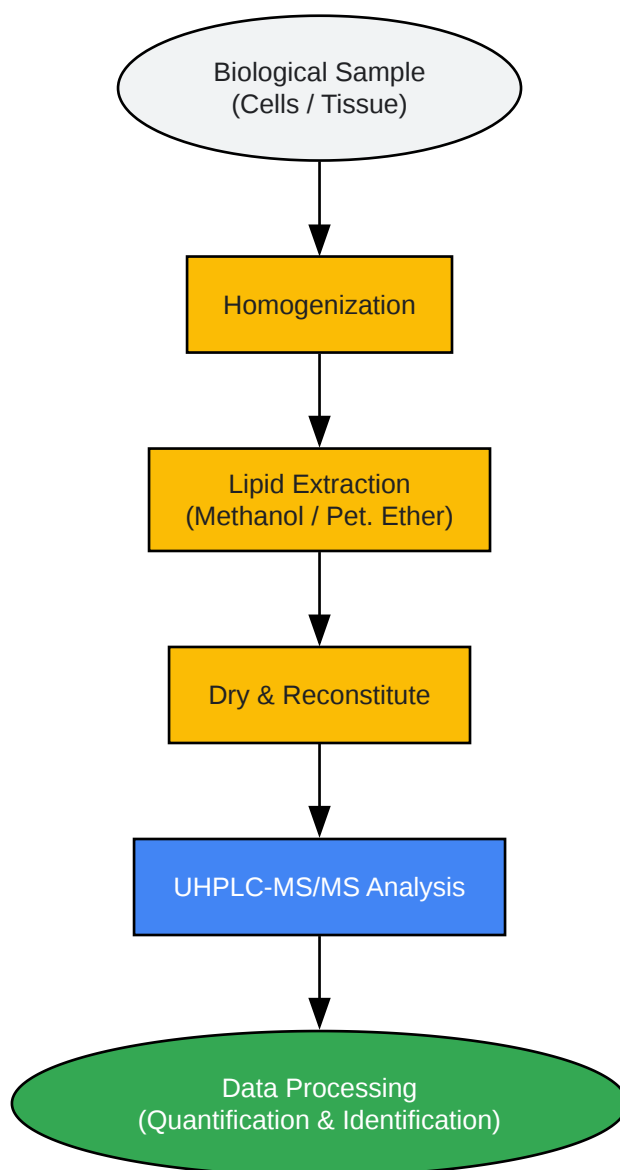 Biological Sample
(Cells / Tissue)
Homogenization
Lipid Extraction
(Methanol / Pet. Ether)
Dry & Reconstitute
UHPLC-MS/MS Analysis
Data Processing
(Quantification & Identification)